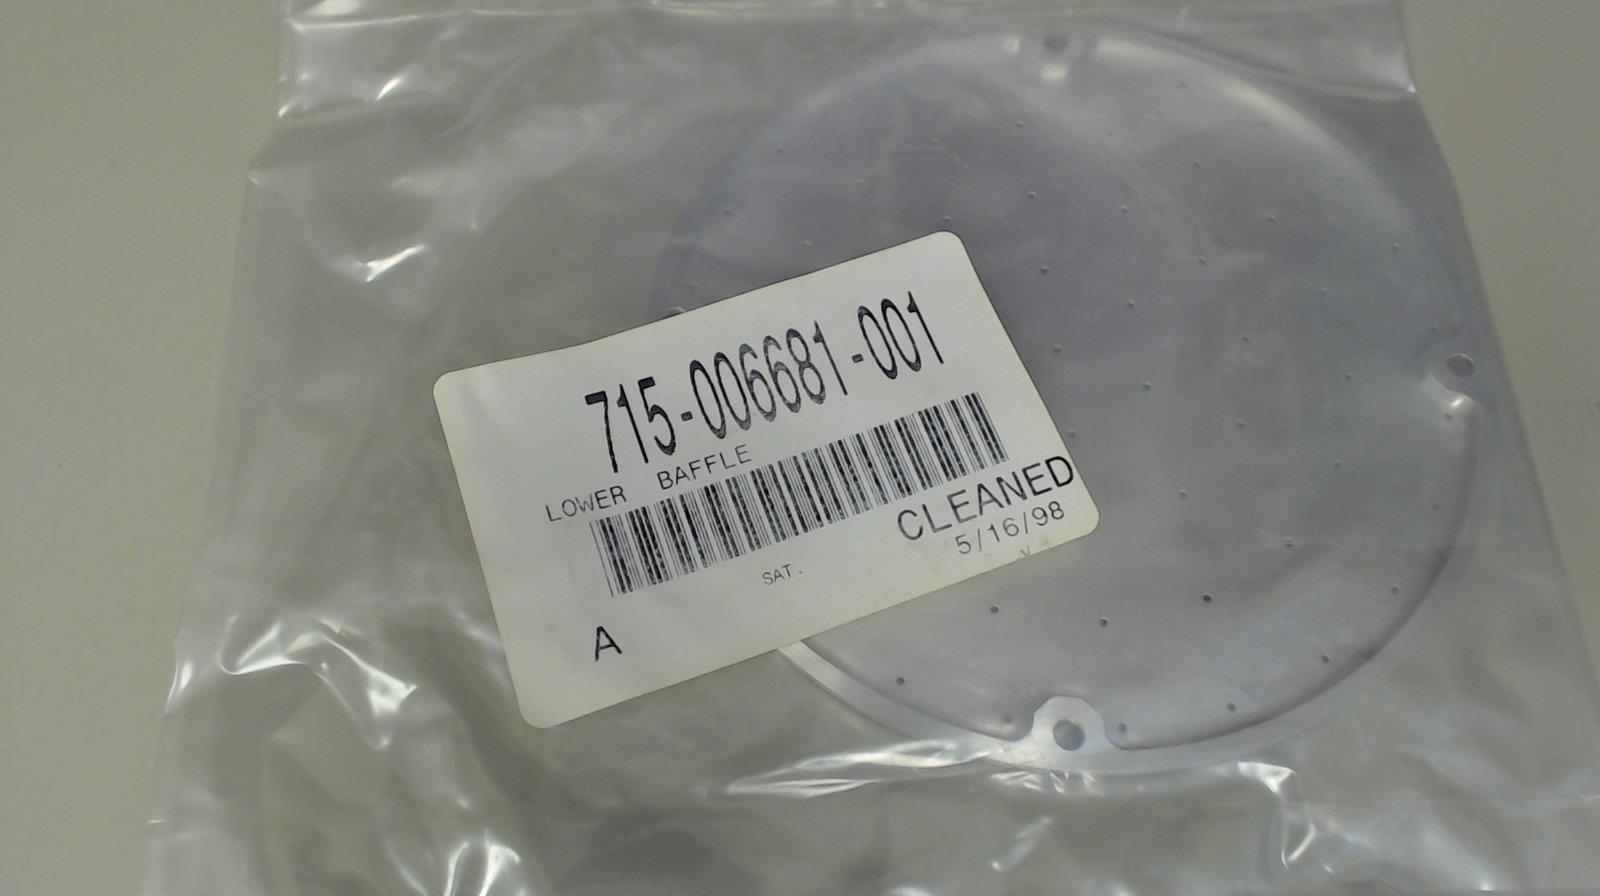 715-006681-001
LOWER BAFFLE
CLEANED
5/16/98
SAT.
A